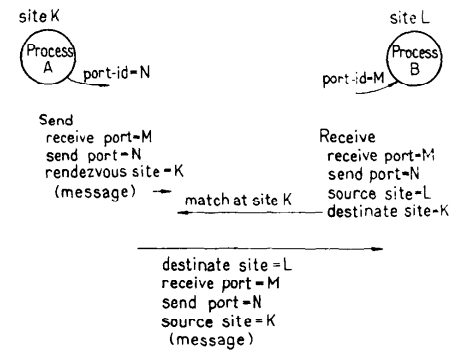 site K
site L
Process
A
Process
B
port-id=N
port-id=M
Send
receive port=M
send port=N
rendezvous site=K
(message)
Receive
receive port=M
send port=N
source site=L
destinate site=K
match at site K
destinate site=L
receive port=M
send port=N
source site=K
(message)